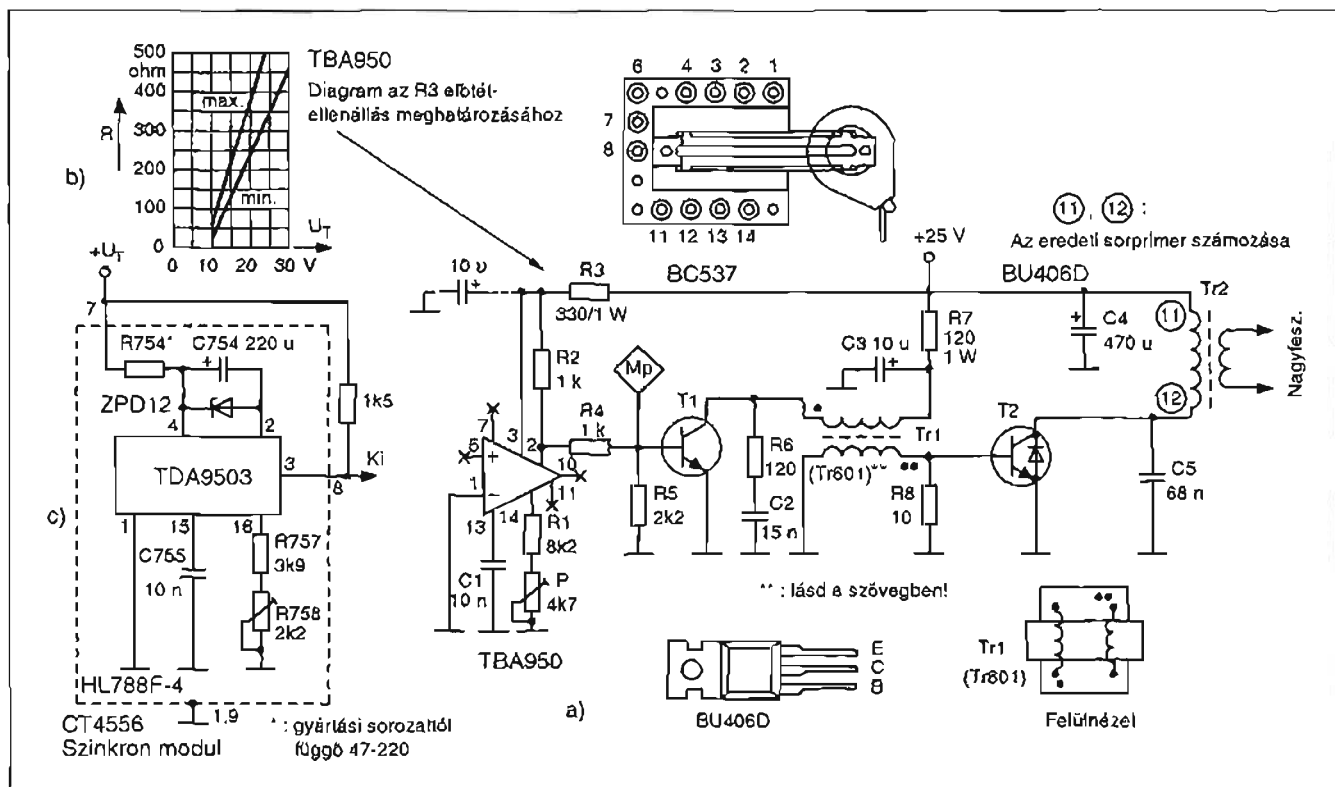 500
ohm
400
300
200
100
0
R
max.
min.
U_T
0 10 20 30 V
b)
TBA950
Diagram az R3 előtét-
ellenállás meghatározásához
6 4 3 2 1
7
8
11 12 13 14
11, 12 :
Az eredeti sorprimer számozása
+U_T
7
R754*
C754 220 u
ZPD12
1k5
4
2
TDA9503
3
8
Ki
c)
1
15
16
C755
10 n
R757
3k9
R758
2k2
HL788F-4
1,9
CT4556
Szinkron modul
* : gyártási sorozattól
függő 47-220
10 u
R3
330/1 W
BC537
+25 V
BU406D
R2
1 k
Mp
R4
1 k
T1
C3 10 u
R7
120
1 W
C4
470 u
Tr2
11
12
Nagyfesz.
7
3
2
10
11
1
13
14
R1
8k2
P
4k7
C1
10 n
TBA950
R5
2k2
R6
120
C2
15 n
Tr1
(Tr601)**
**
R8
10
T2
C5
68 n
** : lásd a szövegben!
a)
E
C
B
BU406D
**
Tr1
(Tr601)
Felülnézet